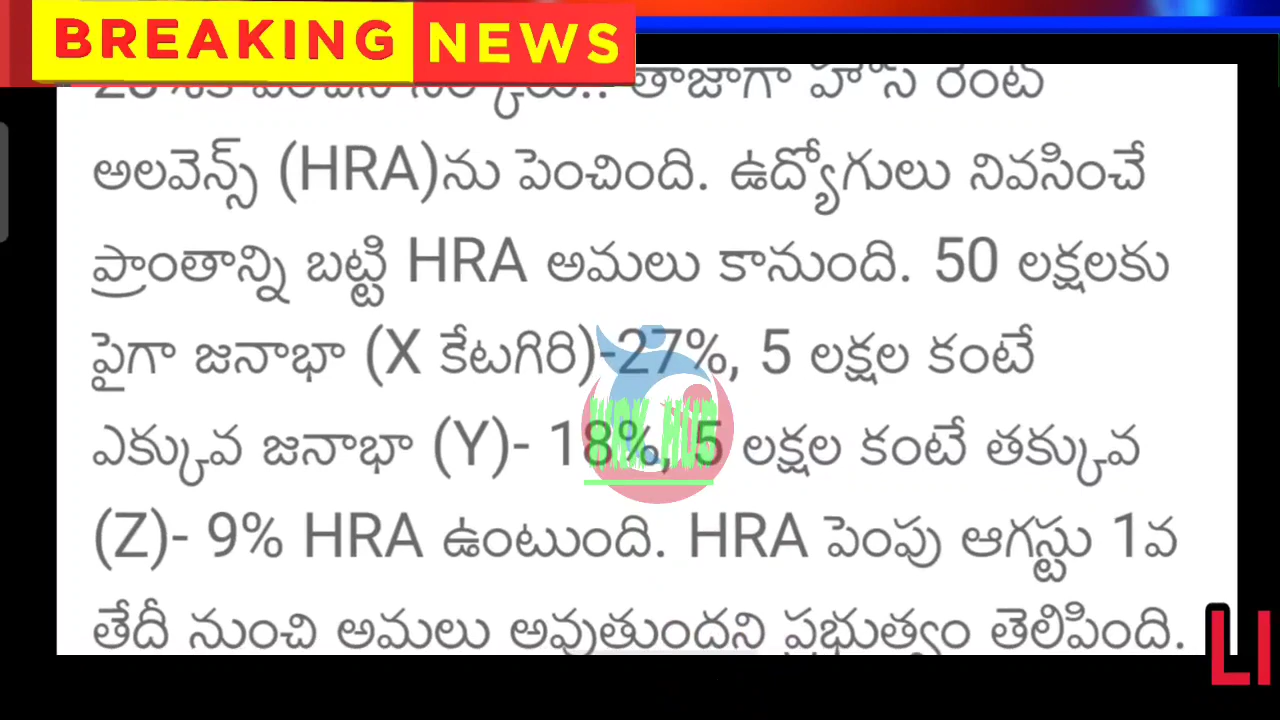 BREAKING NEWS
తాజాగా హౌస్ రెంట్
అలవెన్స్ (HRA)ను పెంచింది. ఉద్యోగులు నివసించే
ప్రాంతాన్ని బట్టి HRA అమలు కానుంది. 50 లక్షలకు
పైగా జనాభా (X కేటగిరి)-27%, 5 లక్షల కంటే
ఎక్కువ జనాభా (Y)- 18%, 5 లక్షల కంటే తక్కువ
(Z)- 9% HRA ఉంటుంది. HRA పెంపు ఆగస్టు 1వ
తేదీ నుంచి అమలు అవుతుందని ప్రభుత్వం తెలిపింది.
LI